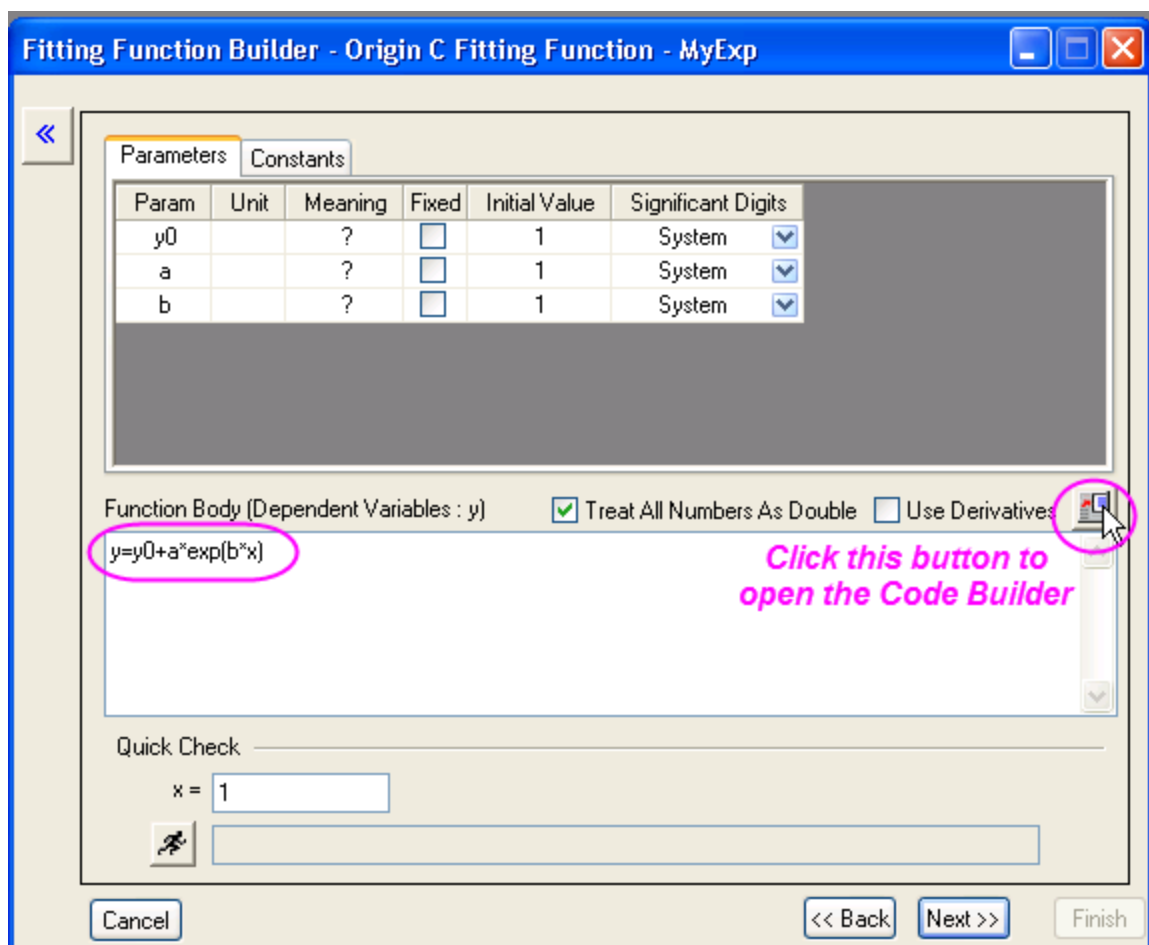 Fitting Function Builder - Origin C Fitting Function - MyExp
«
Parameters Constants
Param Unit Meaning Fixed Initial Value Significant Digits
y0 ? 1 System
a ? 1 System
b ? 1 System
Function Body (Dependent Variables : y) Treat All Numbers As Double Use Derivatives
y=y0+a*exp(b*x)
Click this button to
open the Code Builder
Quick Check
x = 1
Cancel << Back Next >> Finish